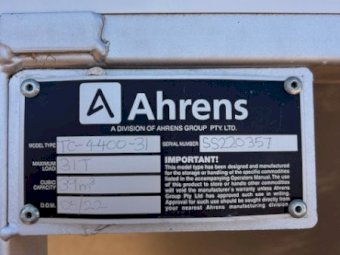 Ahrens
A DIVISION OF AHRENS GROUP PTY. LTD.
MODEL TYPE TC-4400-31 SERIAL NUMBER SS220357
MAXIMUM LOAD 31T
CUBIC CAPACITY 39m³
D.O.M. 05/22
IMPORTANT!
This model type has been designed and manufactured
for the storage or handling of the specific commodities
listed in the accompanying Operators Manual. The use
of this product to store or handle other commodities
will void the manufacturer's warranty unless Ahrens
Group Pty Ltd has approved such use in writing.
Approval for such use should be sought directly from
your nearest Ahrens manufacturing division